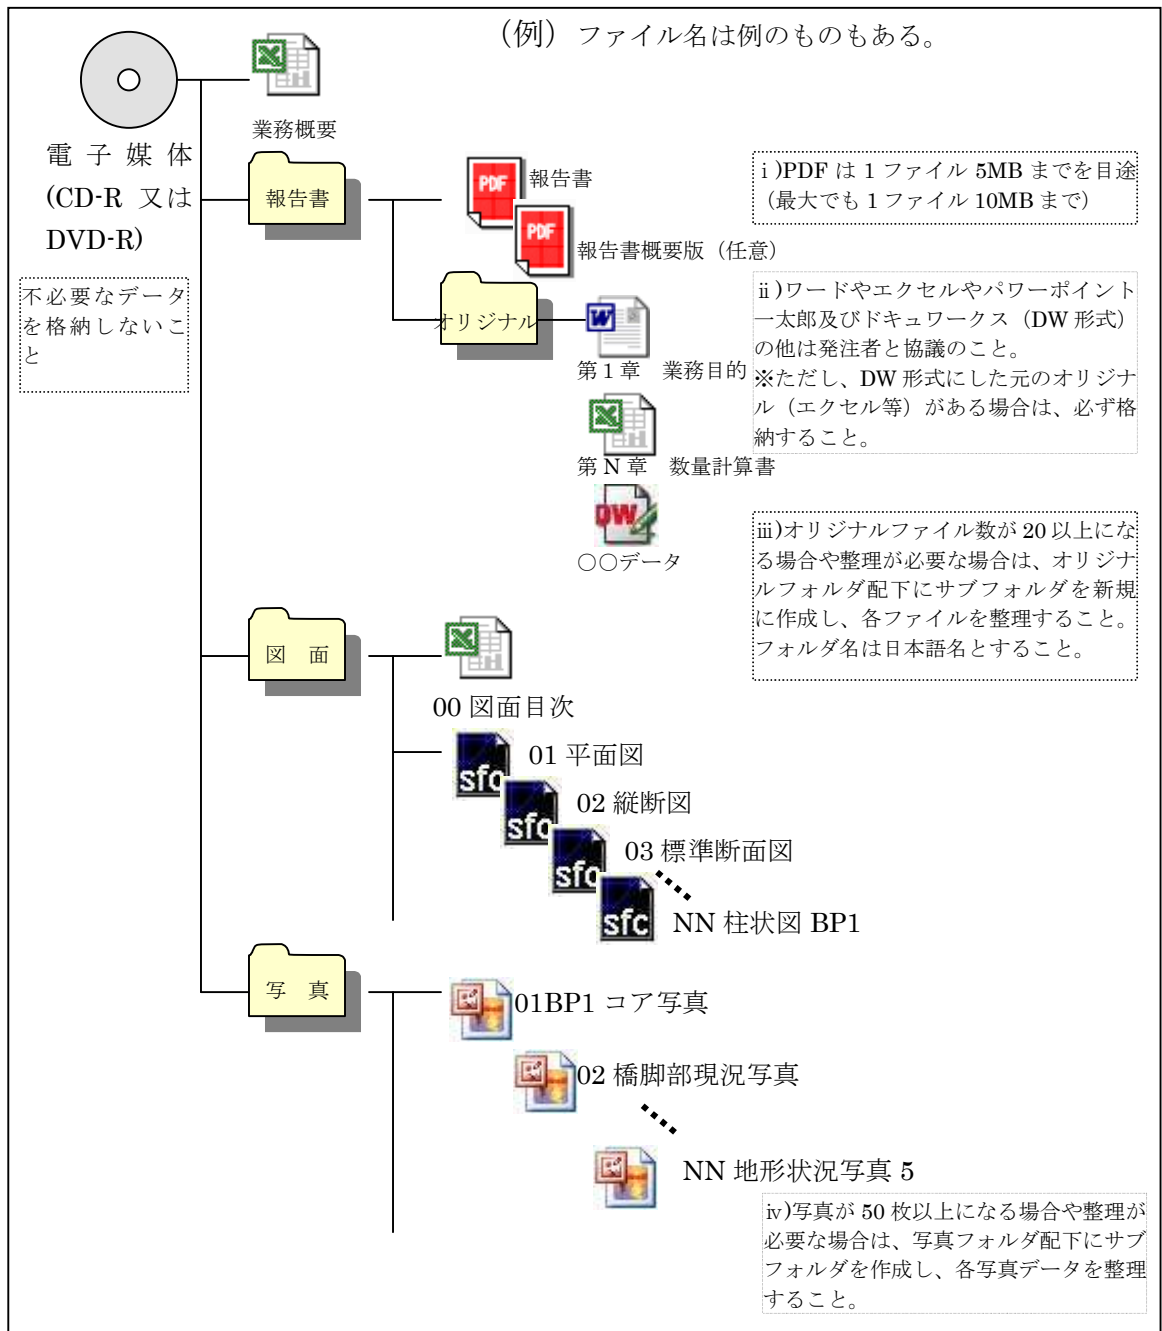 （例）ファイル名は例のものもある。
業務概要
電子媒体
(CD-R 又は
DVD-R)
不必要なデータ
を格納しないこ
と
報告書
PDF
報告書
PDF
報告書概要版（任意）
ⅰ)PDF は 1 ファイル 5MB までを目途
（最大でも 1 ファイル 10MB まで）
オリジナル
W
第１章　業務目的
第 N 章　数量計算書
DW
○○データ
ⅱ)ワードやエクセルやパワーポイント
一太郎及びドキュワークス（DW 形式）
の他は発注者と協議のこと。
※ただし、DW 形式にした元のオリジナ
ル（エクセル等）がある場合は、必ず格
納すること。
ⅲ)オリジナルファイル数が 20 以上にな
る場合や整理が必要な場合は、オリジナ
ルフォルダ配下にサブフォルダを新規
に作成し、各ファイルを整理すること。
フォルダ名は日本語名とすること。
図　面
00 図面目次
sfc
01 平面図
sfc
02 縦断図
sfc
03 標準断面図
sfc
NN 柱状図 BP1
写　真
01BP1 コア写真
02 橋脚部現況写真
NN 地形状況写真 5
ⅳ)写真が 50 枚以上になる場合や整理が
必要な場合は、写真フォルダ配下にサブ
フォルダを作成し、各写真データを整理
すること。